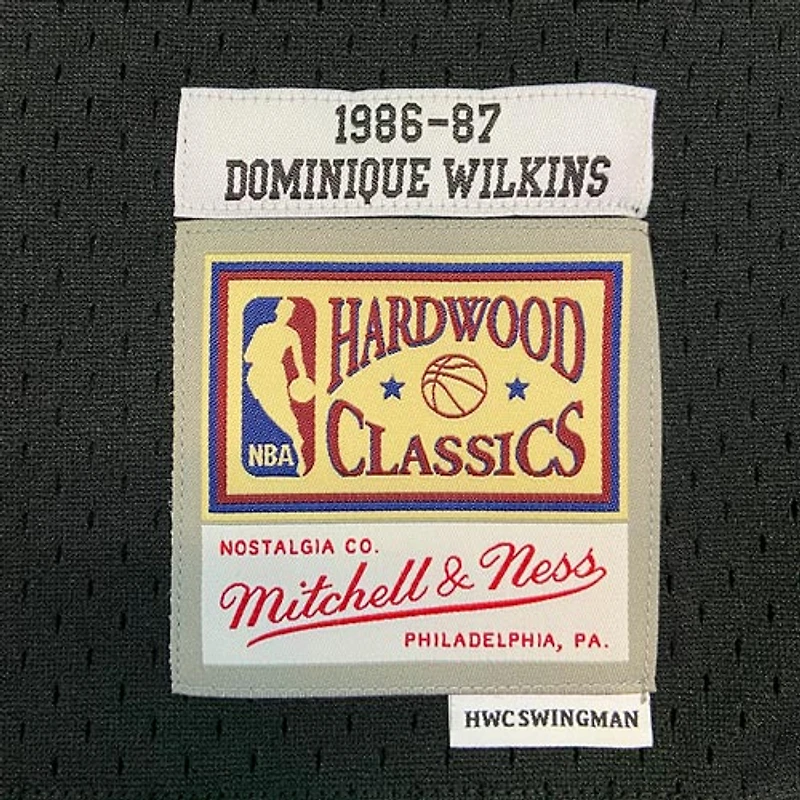 1986-87
DOMINIQUE WILKINS
HARDWOOD
CLASSICS
NBA
NOSTALGIA CO.
Mitchell & Ness
PHILADELPHIA, PA.
HWCSWINGMAN